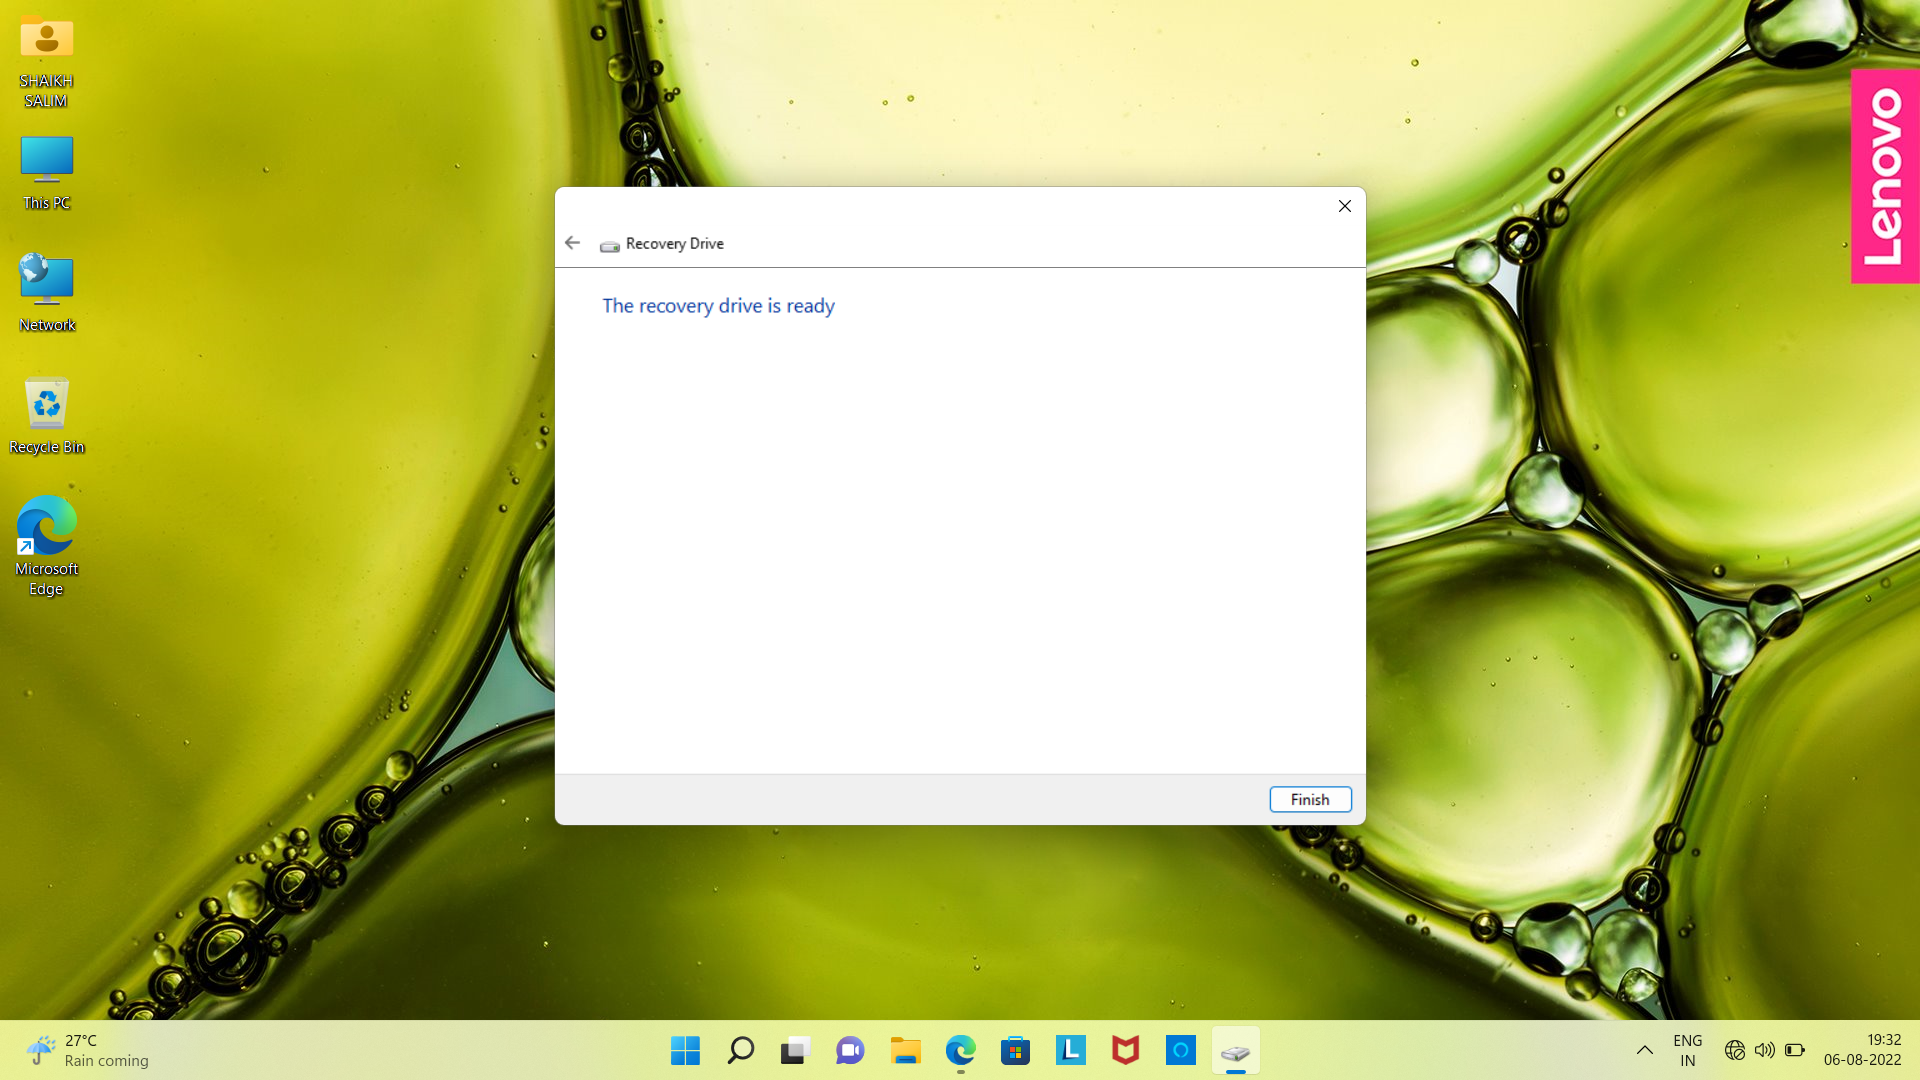 SHAIKH
SALIM
This PC
Network
Recycle Bin
Microsoft
Edge
Lenovo
Recovery Drive
The recovery drive is ready
Finish
27°C
Rain coming
ENG
IN
19:32
06-08-2022